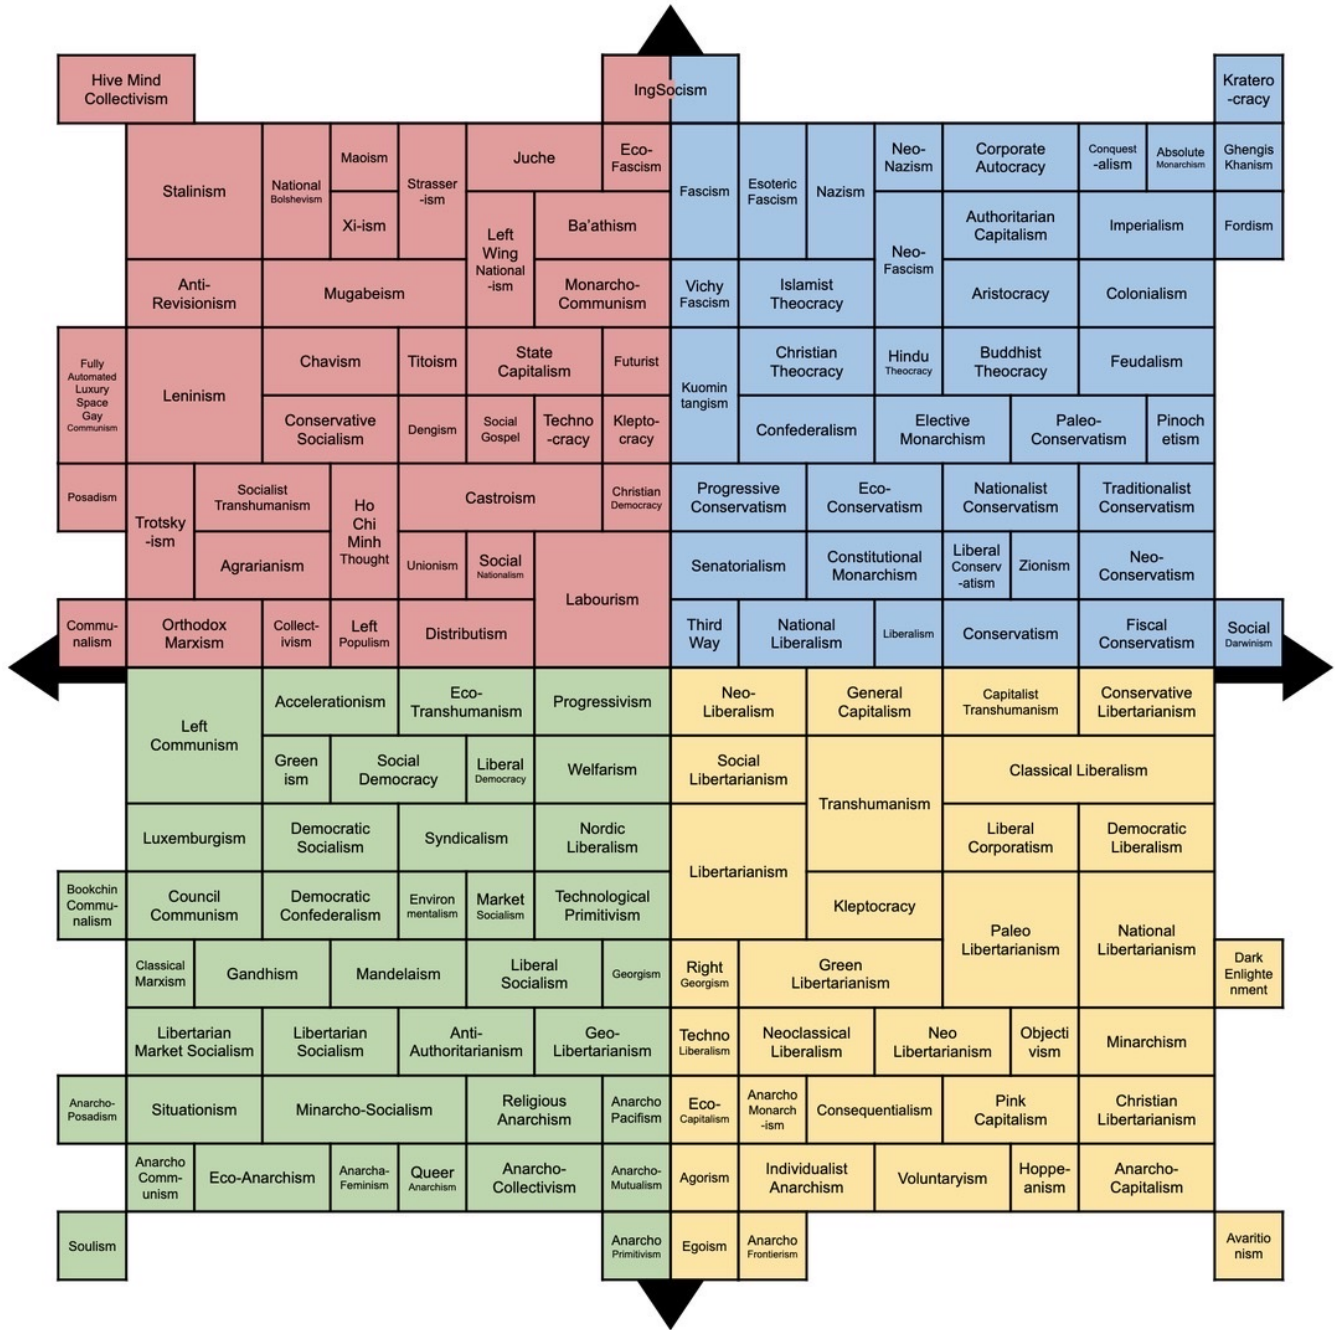 Hive Mind
Collectivism
IngSocism
Kratero
-cracy
Stalinism
National
Bolshevism
Maoism
Strasser
-ism
Juche
Eco-
Fascism
Fascism
Esoteric
Fascism
Nazism
Neo-
Nazism
Corporate
Autocracy
Conquest
-alism
Absolute
Monarchism
Ghengis
Khanism
Xi-ism
Left
Wing
National
-ism
Ba'athism
Neo-
Fascism
Authoritarian
Capitalism
Imperialism
Fordism
Anti-
Revisionism
Mugabeism
Monarcho-
Communism
Vichy
Fascism
Islamist
Theocracy
Aristocracy
Colonialism
Fully
Automated
Luxury
Space
Gay
Communism
Leninism
Chavism
Titoism
State
Capitalism
Futurist
Kuomin
tangism
Christian
Theocracy
Hindu
Theocracy
Buddhist
Theocracy
Feudalism
Conservative
Socialism
Dengism
Social
Gospel
Techno
-cracy
Klepto-
cracy
Confederalism
Elective
Monarchism
Paleo-
Conservatism
Pinoch
etism
Posadism
Trotsky
-ism
Socialist
Transhumanism
Ho
Chi
Minh
Thought
Castroism
Christian
Democracy
Progressive
Conservatism
Eco-
Conservatism
Nationalist
Conservatism
Traditionalist
Conservatism
Agrarianism
Unionism
Social
Nationalism
Labourism
Senatorialism
Constitutional
Monarchism
Liberal
Conserv
-atism
Zionism
Neo-
Conservatism
Commu-
nalism
Orthodox
Marxism
Collect-
ivism
Left
Populism
Distributism
Third
Way
National
Liberalism
Liberalism
Conservatism
Fiscal
Conservatism
Social
Darwinism
Left
Communism
Accelerationism
Eco-
Transhumanism
Progressivism
Neo-
Liberalism
General
Capitalism
Capitalist
Transhumanism
Conservative
Libertarianism
Green
ism
Social
Democracy
Liberal
Democracy
Welfarism
Social
Libertarianism
Transhumanism
Classical Liberalism
Luxemburgism
Democratic
Socialism
Syndicalism
Nordic
Liberalism
Libertarianism
Liberal
Corporatism
Democratic
Liberalism
Bookchin
Commu-
nalism
Council
Communism
Democratic
Confederalism
Environ
mentalism
Market
Socialism
Technological
Primitivism
Kleptocracy
Paleo
Libertarianism
National
Libertarianism
Classical
Marxism
Gandhism
Mandelaism
Liberal
Socialism
Georgism
Right
Georgism
Green
Libertarianism
Dark
Enlighte
nment
Libertarian
Market Socialism
Libertarian
Socialism
Anti-
Authoritarianism
Geo-
Libertarianism
Techno
Liberalism
Neoclassical
Liberalism
Neo
Libertarianism
Objecti
vism
Minarchism
Anarcho-
Posadism
Situationism
Minarcho-Socialism
Religious
Anarchism
Anarcho
Pacifism
Eco-
Capitalism
Anarcho
Monarch
-ism
Consequentialism
Pink
Capitalism
Christian
Libertarianism
Anarcho
Comm-
unism
Eco-Anarchism
Anarcha-
Feminism
Queer
Anarchism
Anarcho-
Collectivism
Anarcho-
Mutualism
Agorism
Individualist
Anarchism
Voluntaryism
Hoppe-
anism
Anarcho-
Capitalism
Soulism
Anarcho
Primitivism
Egoism
Anarcho
Frontierism
Avaritio
nism